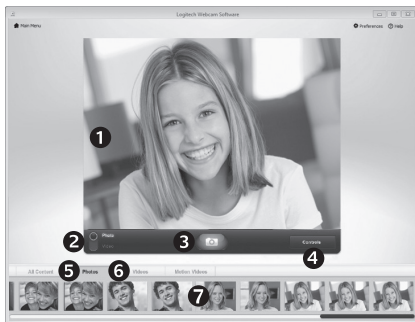 Logitech Webcam Software
Main Menu
Preferences
Help
1
2
Photo
Video
3
Controls
4
All Content
5
Photos
6
Videos
Motion Videos
7